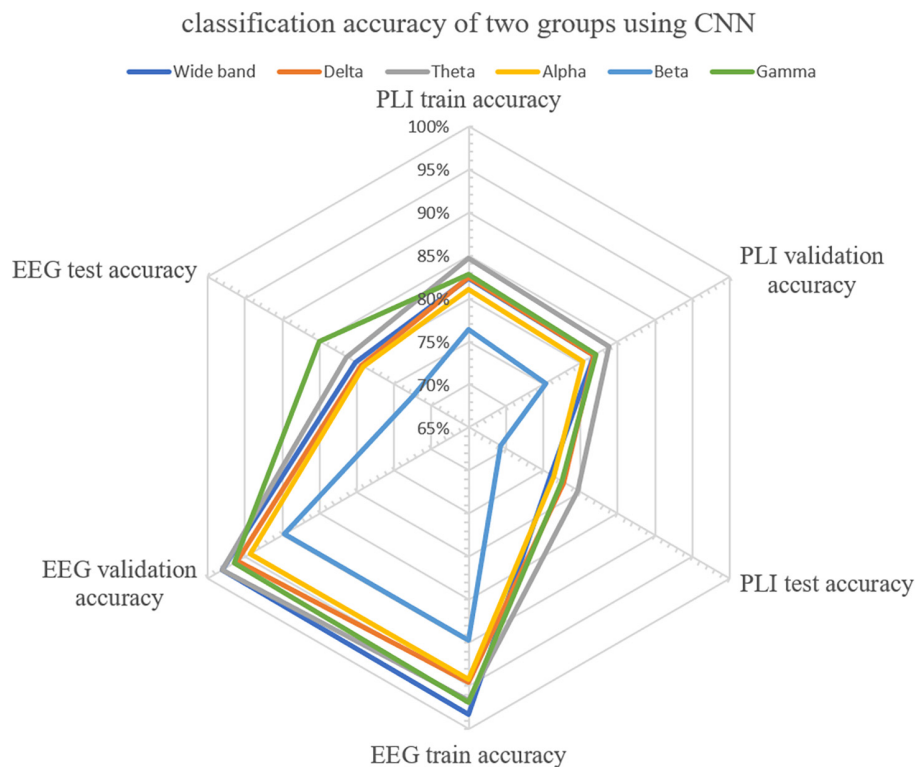 classification accuracy of two groups using CNN
Wide band Delta Theta Alpha Beta Gamma
PLI train accuracy
100%
95%
90%
85%
80%
75%
70%
65%
PLI validation
accuracy
PLI test accuracy
EEG train accuracy
EEG validation
accuracy
EEG test accuracy